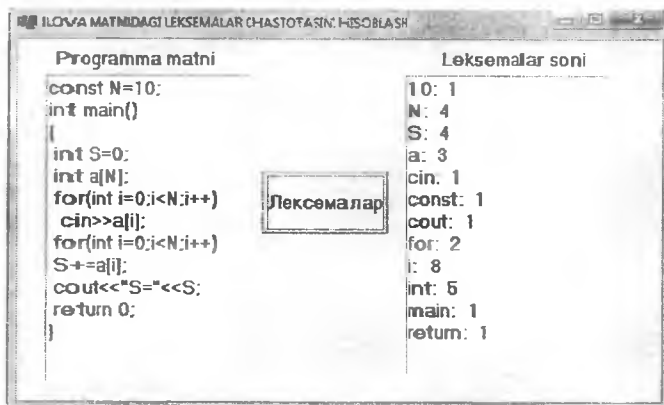 ILOVA MATNIDAGI LEKSEMALAR CHASTOTASINI HISOBLASH
Programma matni
const N=10;
int main()
{
int S=0;
int a[N];
for(int i=0;i<N;i++)
cin>>a[i];
for(int i=0;i<N;i++)
S+=a[i];
cout<<"S="<<S;
return 0;
}
Лексемалар
Leksemalar soni
10: 1
N: 4
S: 4
a: 3
cin: 1
const: 1
cout: 1
for: 2
i: 8
int: 5
main: 1
return: 1